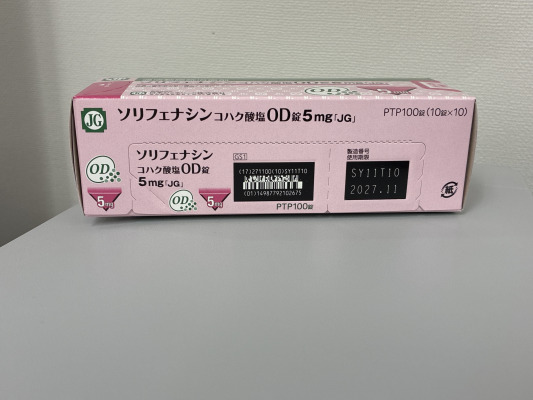 JG ソリフェナシン コハク酸塩 OD錠 5mg「JG」 PTP100錠(10錠×10)
OD
5mg
ソリフェナシン
コハク酸塩OD錠
5mg「JG」
OD 5mg
GS1
(17)271100(10)SY11T10
(01)14987792102675
PTP100錠
製造番号
使用期限
SY11T10
2027.11
紙